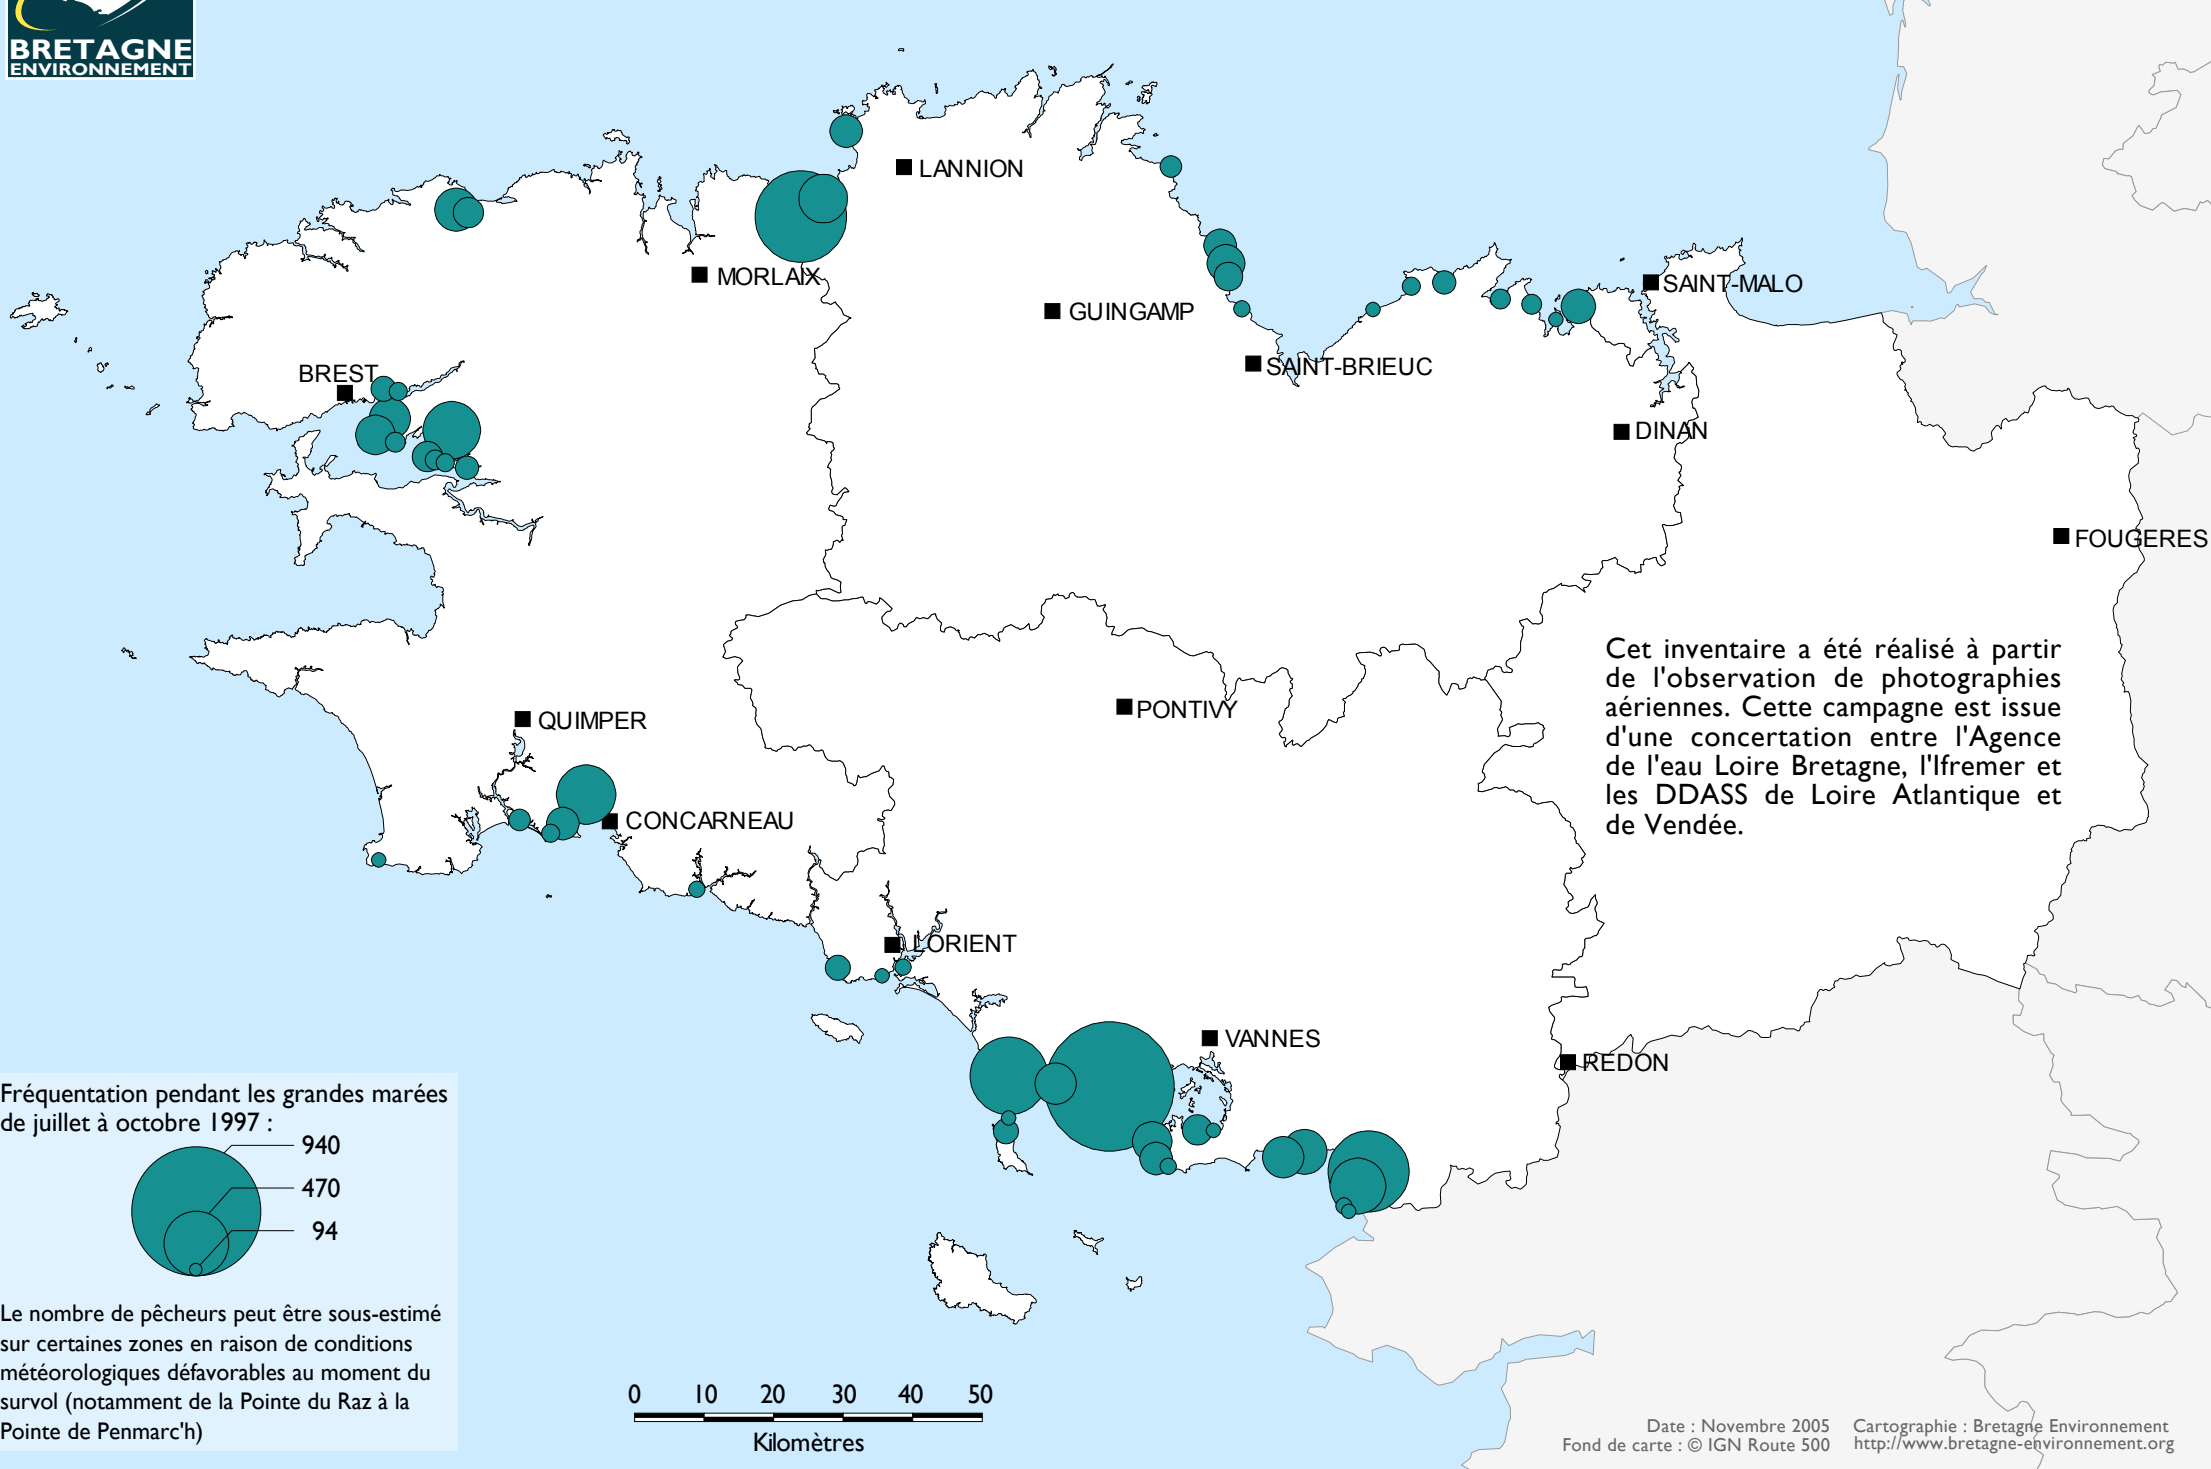 BRETAGNE
ENVIRONNEMENT
LANNION
MORLAIX
SAINT-MALO
GUINGAMP
SAINT-BRIEUC
BREST
DINAN
FOUGERES
Cet inventaire a été réalisé à partir
de l'observation de photographies
aériennes. Cette campagne est issue
d'une concertation entre l'Agence
de l'eau Loire Bretagne, l'Ifremer et
les DDASS de Loire Atlantique et
de Vendée.
PONTIVY
QUIMPER
CONCARNEAU
LORIENT
VANNES
REDON
Fréquentation pendant les grandes marées
de juillet à octobre 1997 :
940
470
94
Le nombre de pêcheurs peut être sous-estimé
sur certaines zones en raison de conditions
météorologiques défavorables au moment du
survol (notamment de la Pointe du Raz à la
Pointe de Penmarc'h)
0 10 20 30 40 50
Kilomètres
Date : Novembre 2005 Cartographie : Bretagne Environnement
Fond de carte : © IGN Route 500 http://www.bretagne-environnement.org